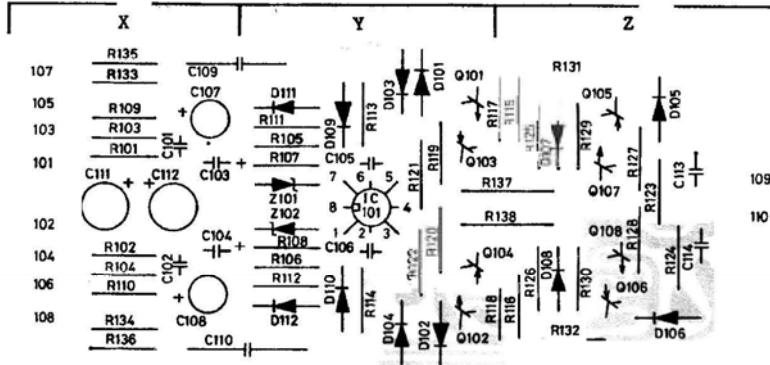 X Y Z
R135
107
R133
C109
C107
105
R109
103
R103
R101
C101
101
C103
C111
C112
102
R102
C104
104
R104
C102
106
R110
C108
108
R134
R136
C110
D111
R111
D109
R113
R105
R107
C105
Z101
Z102
7 6 5
8 IC 101 4
1 2 3
R108
C106
R106
R112
D110
R114
D112
D103
D101
Q101
R117
R115
R121
R119
Q103
R125
D107
R131
R129
Q105
D105
R127
Q107
R123
C113
109
110
R137
R138
R122
R120
Q104
D104
D102
Q102
R118
R116
R126
D108
R130
R132
Q108
R128
Q106
R124
C114
D106